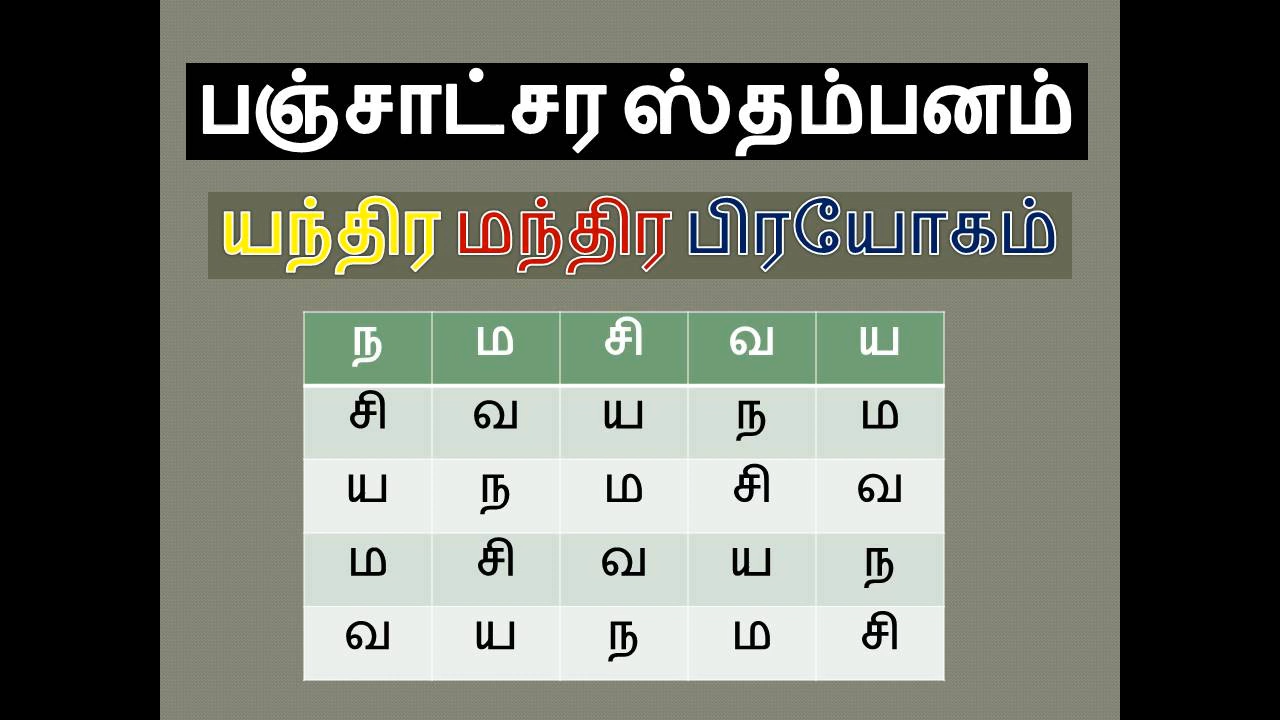 பஞ்சாட்சர ஸ்தம்பனம்
யந்திர மந்திர பிரயோகம்
ந ம சி வ ய
சி வ ய ந ம
ய ந ம சி வ
ம சி வ ய ந
வ ய ந ம சி